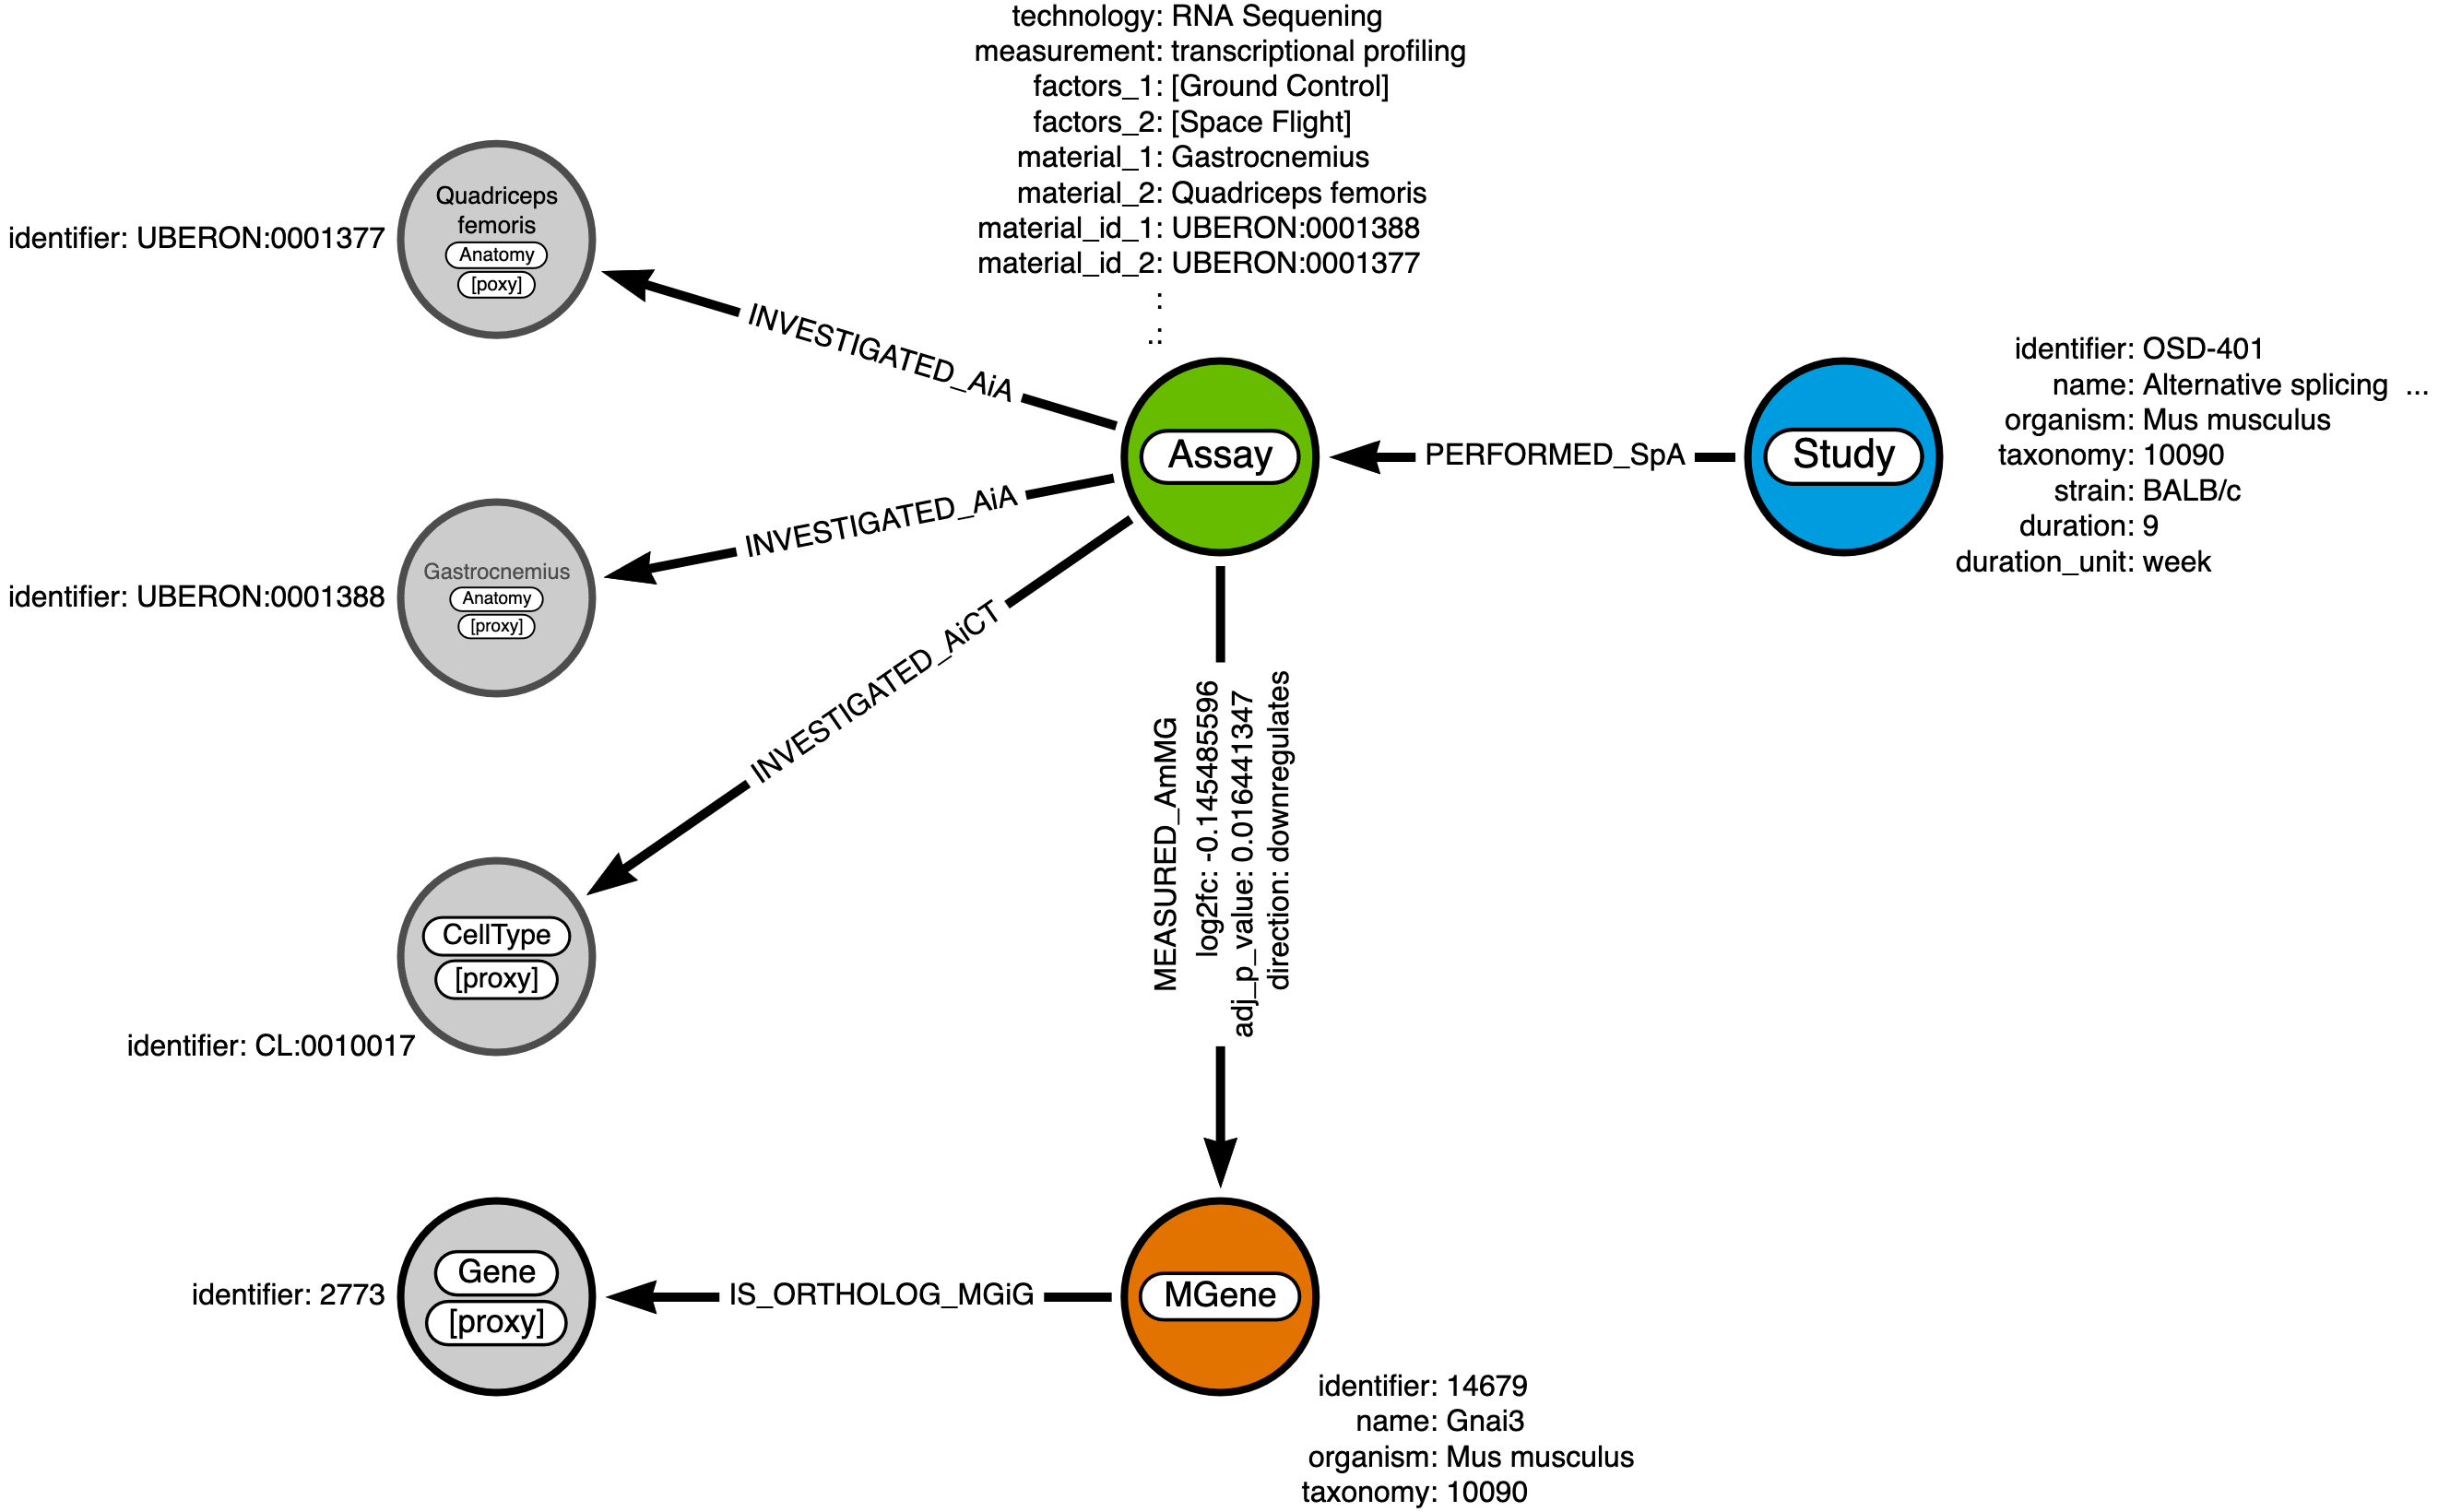 technology: RNA Sequening
measurement: transcriptional profiling
factors_1: [Ground Control]
factors_2: [Space Flight]
material_1: Gastrocnemius
material_2: Quadriceps femoris
material_id_1: UBERON:0001388
material_id_2: UBERON:0001377
:
.:
identifier: UBERON:0001377
Quadriceps
femoris
Anatomy
[poxy]
INVESTIGATED_AiA
Assay
PERFORMED_SpA
Study
identifier: OSD-401
name: Alternative splicing ...
organism: Mus musculus
taxonomy: 10090
strain: BALB/c
duration: 9
duration_unit: week
identifier: UBERON:0001388
Gastrocnemius
Anatomy
[proxy]
INVESTIGATED_AiA
INVESTIGATED_AiCT
CellType
[proxy]
identifier: CL:0010017
MEASURED_AmMG
log2fc: -0.145485596
adj_p_value: 0.016441347
direction: downregulates
identifier: 2773
Gene
[proxy]
IS_ORTHOLOG_MGiG
MGene
identifier: 14679
name: Gnai3
organism: Mus musculus
taxonomy: 10090